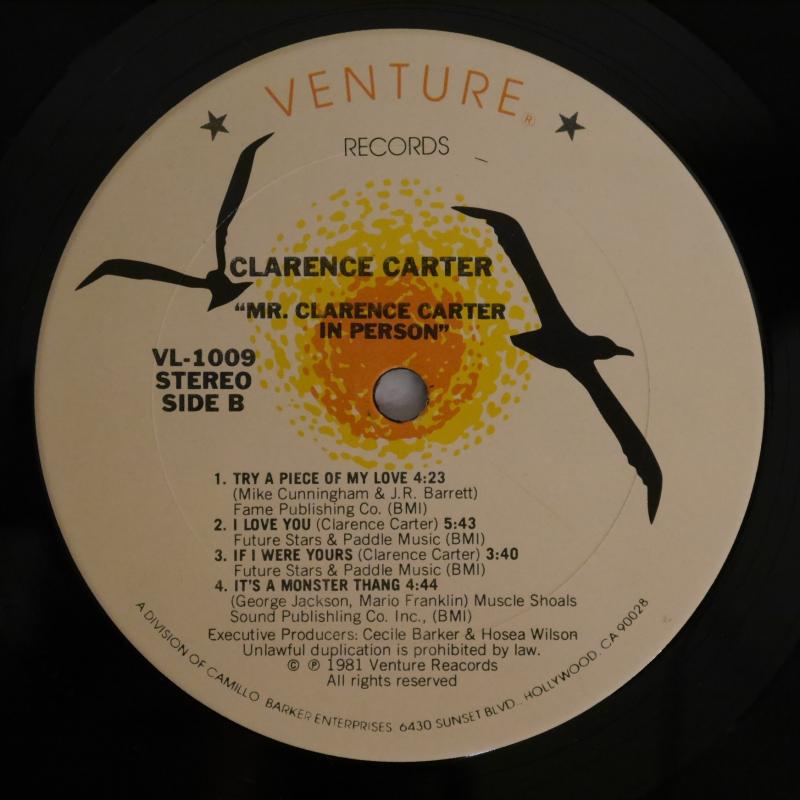 VENTURE®
RECORDS
CLARENCE CARTER
“MR. CLARENCE CARTER
IN PERSON”
VL-1009
STEREO
SIDE B
1. TRY A PIECE OF MY LOVE 4:23
(Mike Cunningham & J.R. Barrett)
Fame Publishing Co. (BMI)
2. I LOVE YOU (Clarence Carter) 5:43
Future Stars & Paddle Music (BMI)
3. IF I WERE YOURS (Clarence Carter) 3:40
Future Stars & Paddle Music (BMI)
4. IT'S A MONSTER THANG 4:44
(George Jackson, Mario Franklin) Muscle Shoals
Sound Publishling Co. Inc., (BMI)
Executive Producers: Cecile Barker & Hosea Wilson
Unlawful duplication is prohibited by law.
© ℗ 1981 Venture Reacords
All rights reserved
A DIVISION OF CAMILLO BARKER ENTERPRISES. 6430 SUNSET BLVD., HOLLYWOOD, CA 90028